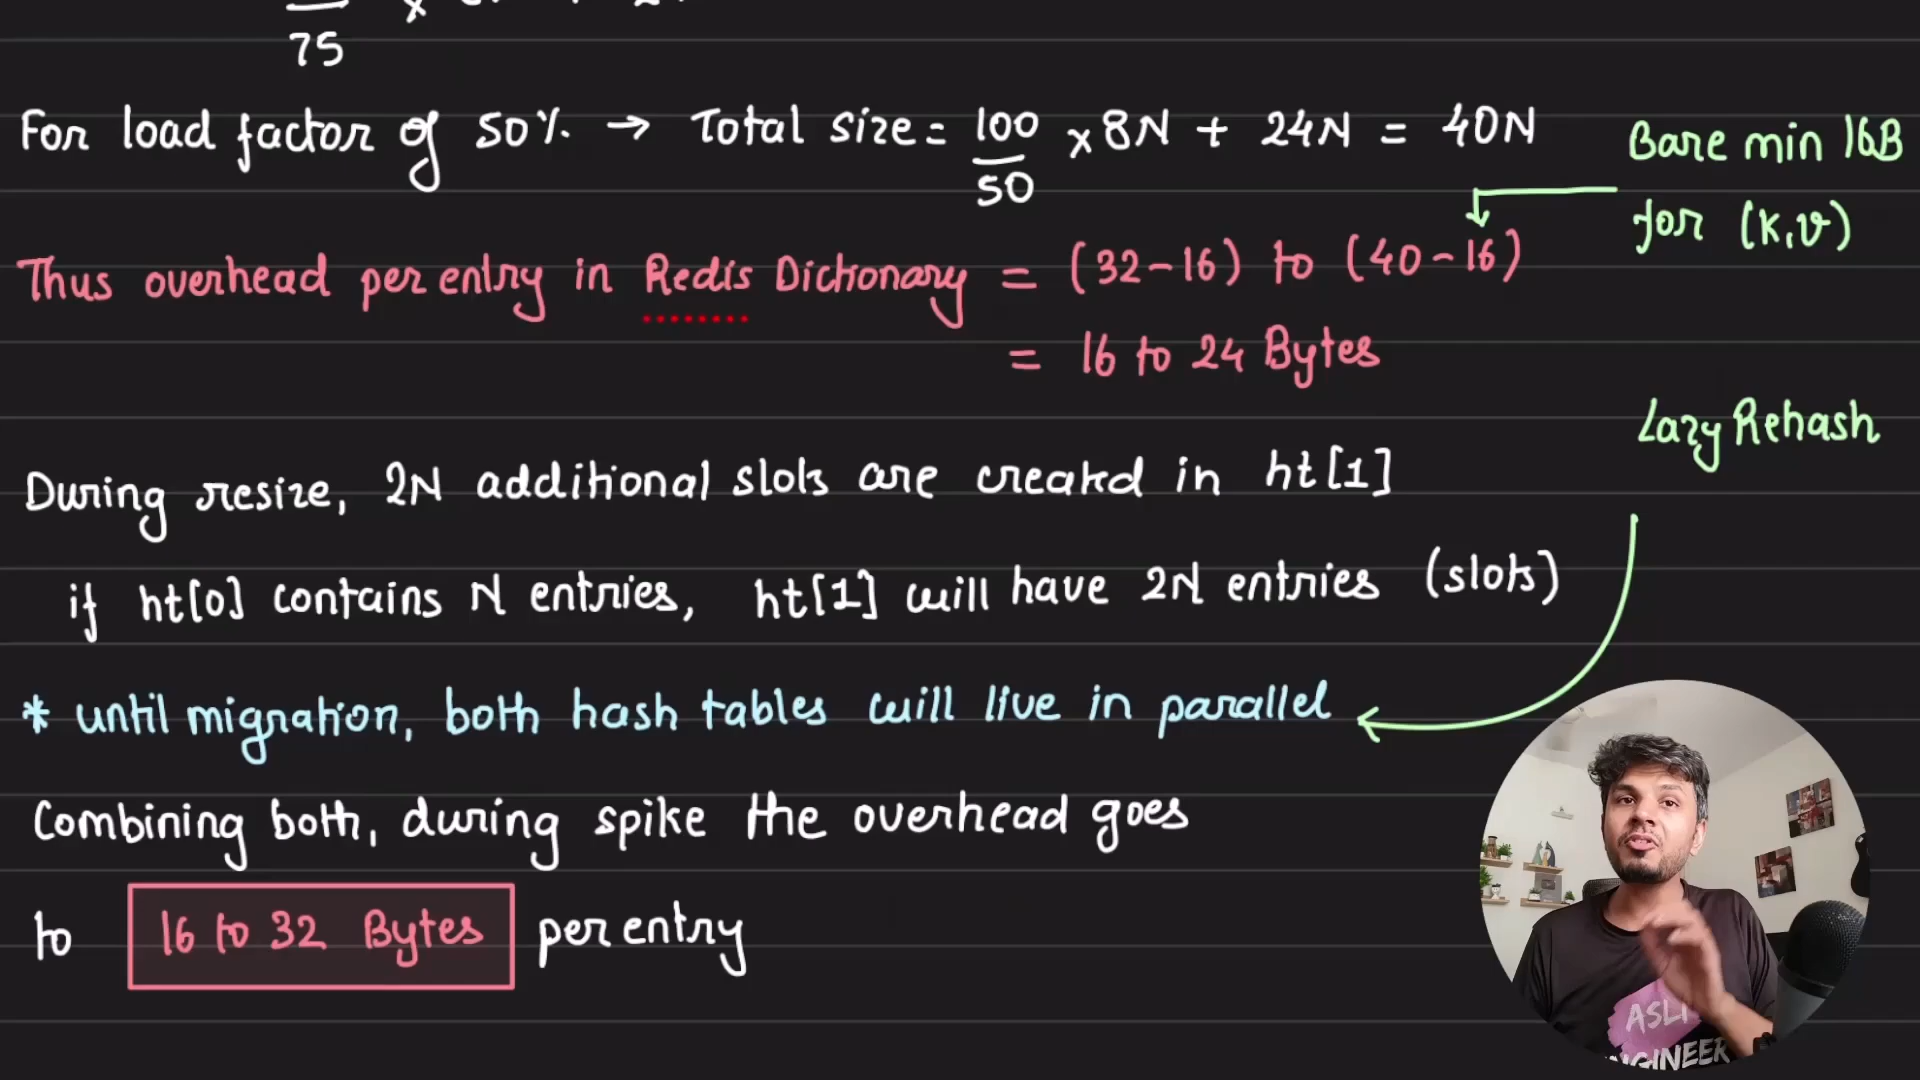 75
For load factor of 50% → Total size = 100/50 × 8N + 24N = 40N
Bare min 16B
for (K,v)
Thus overhead per entry in Redis Dictionary = (32-16) to (40-16)
= 16 to 24 Bytes
Lazy Rehash
During resize, 2N additional slots are created in ht[1]
if ht[0] contains N entries, ht[1] will have 2N entries (slots)
* until migration, both hash tables will live in parallel
Combining both, during spike the overhead goes
to 16 to 32 Bytes per entry
ASLI
ENGINEER